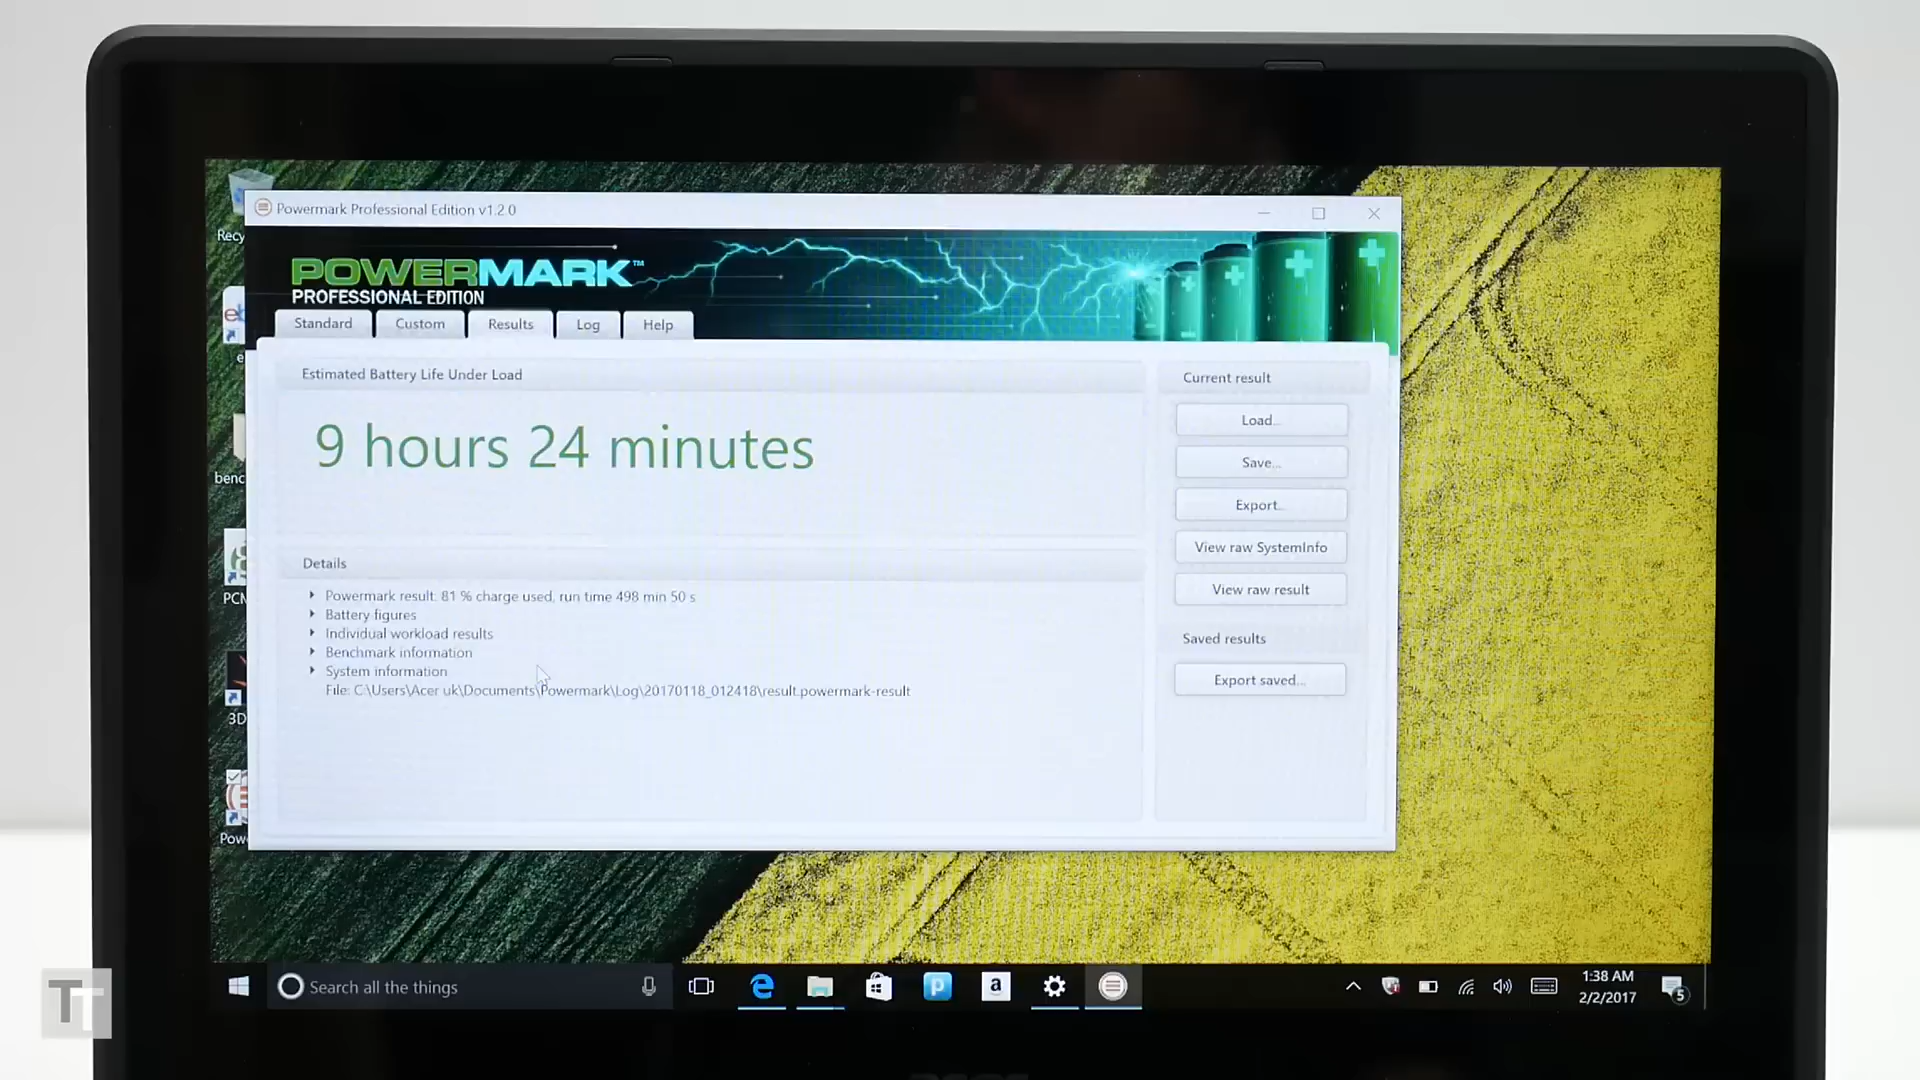 Powermark Professional Edition v1.2.0
POWERMARK™
PROFESSIONAL EDITION
Standard
Custom
Results
Log
Help
Estimated Battery Life Under Load
9 hours 24 minutes
Details
Powermark result: 81 % charge used, run time 498 min 50 s
Battery figures
Individual workload results
Benchmark information
System information
File: C:\Users\Acer uk\Documents\Powermark\Log\20170118_012418\result.powermark-result
Current result
Load...
Save...
Export...
View raw SystemInfo
View raw result
Saved results
Export saved...
Recy
eb
e
benc
PCM
3D
Pow
Search all the things
1:38 AM
2/2/2017
5
TT